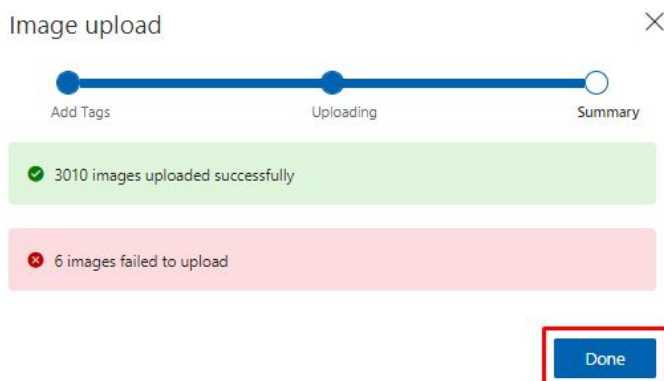 Image upload
Add Tags
Uploading
Summary
3010 images uploaded successfully
6 images failed to upload
Done